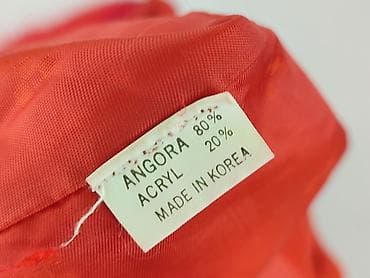 ANGORA 80%
ACRYL 20%
MADE IN KOREA